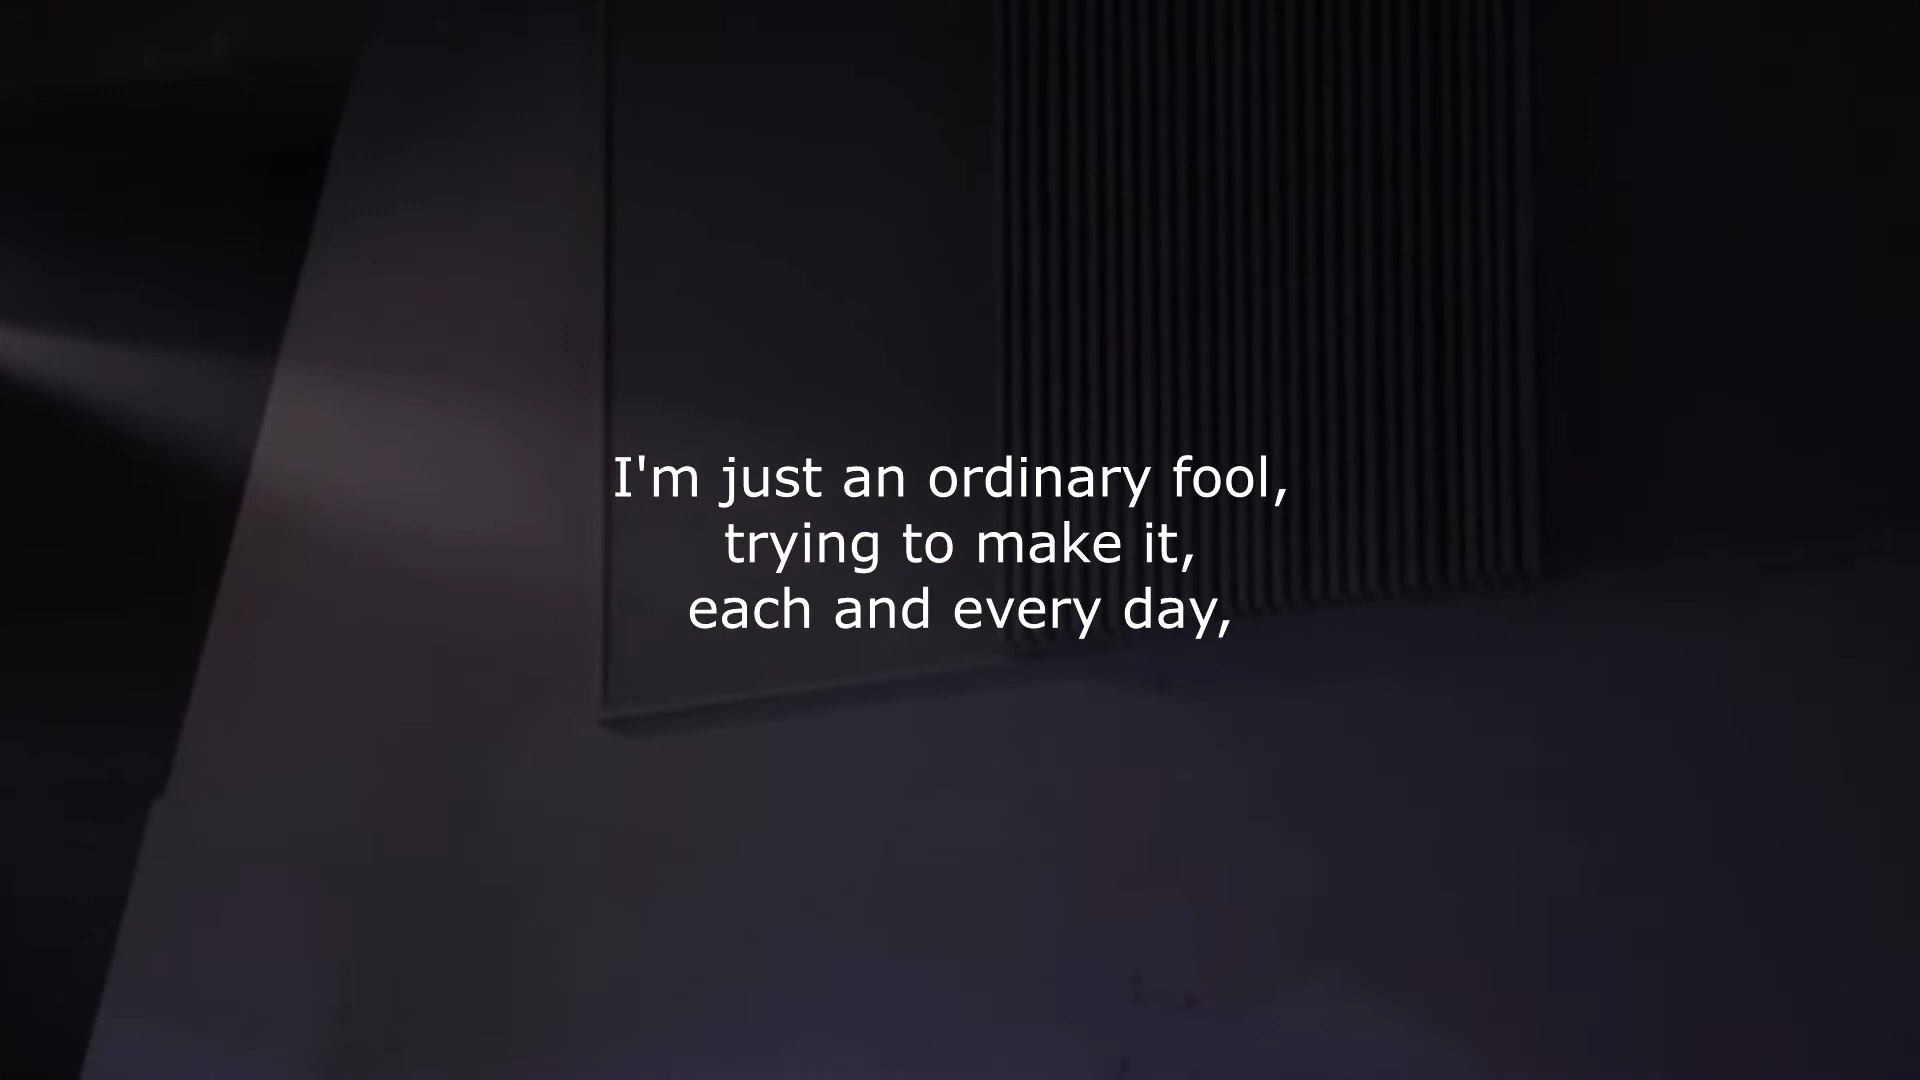 I'm just an ordinary fool,
trying to make it,
each and every day,